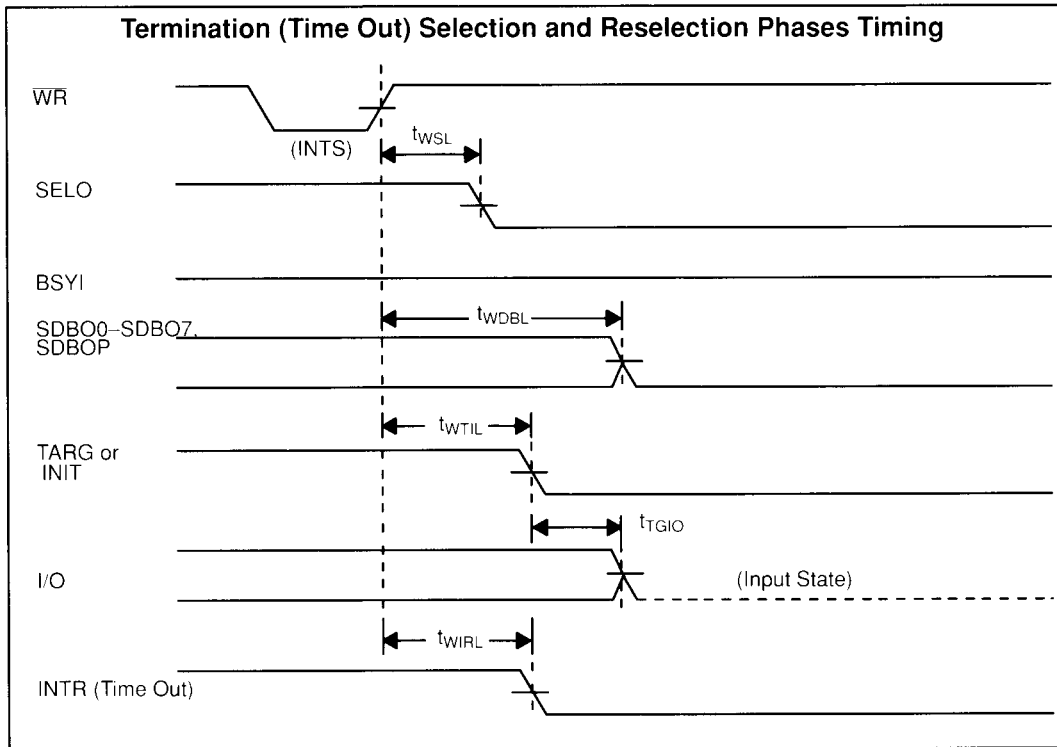 Termination (Time Out) Selection and Reselection Phases Timing
WR
(INTS)
tWSL
SELO
BSYI
tWDBL
SDBO0–SDBO7,
SDBOP
tWTIL
TARG or
INIT
tTGIO
I/O
(Input State)
tWIRL
INTR (Time Out)